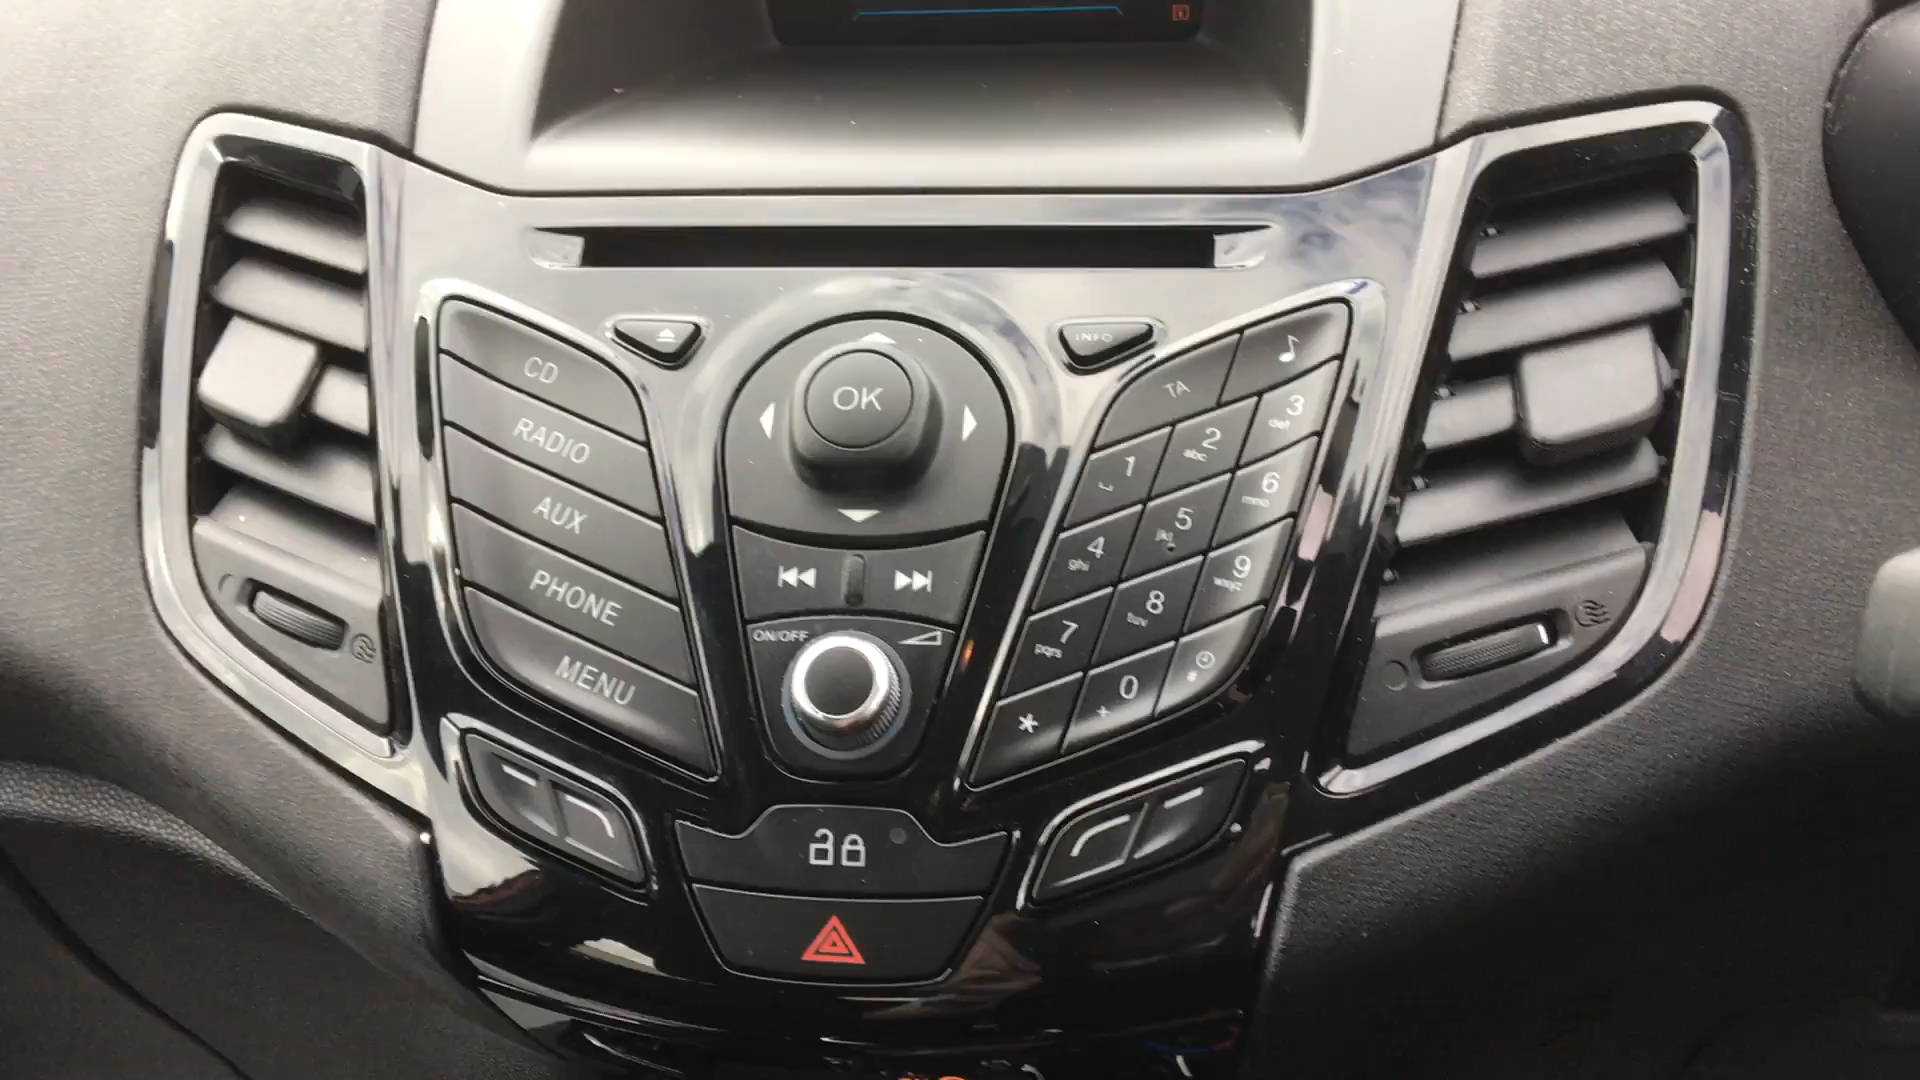 INFO
CD
RADIO
AUX
PHONE
MENU
OK
ON/OFF
TA
1
2
abc
3
def
4
ghi
5
jkl
6
mno
7
pqrs
8
tuv
9
wxyz
*
0
+
#